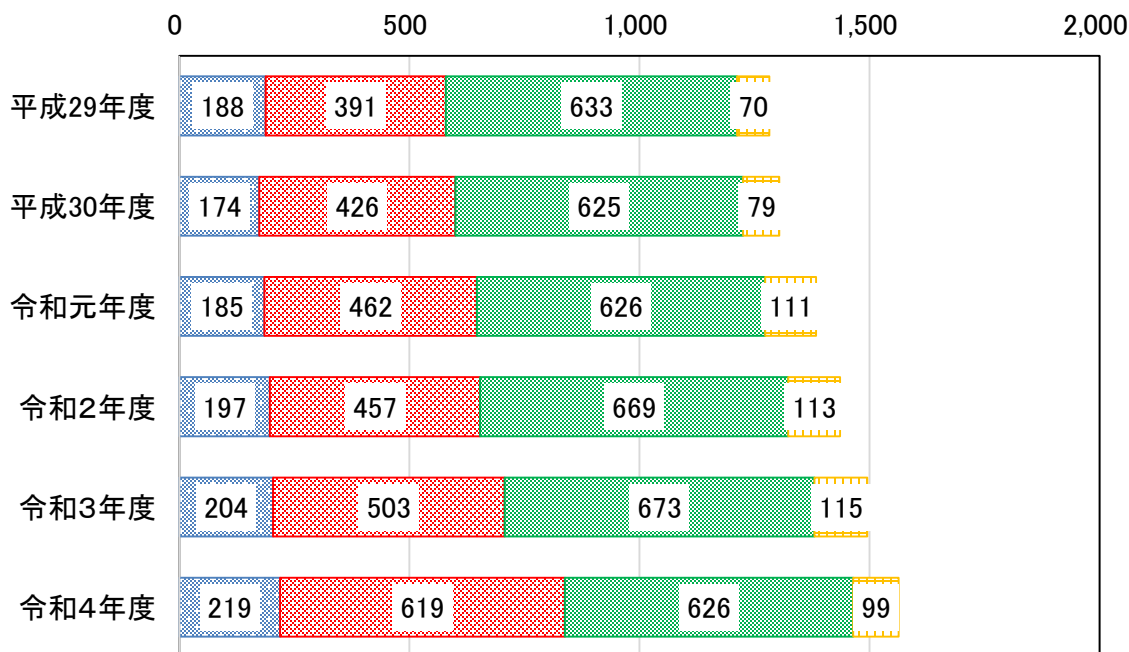 0 500 1,000 1,500 2,000
平成29年度 188 391 633 70
平成30年度 174 426 625 79
令和元年度 185 462 626 111
令和２年度 197 457 669 113
令和３年度 204 503 673 115
令和４年度 219 619 626 99